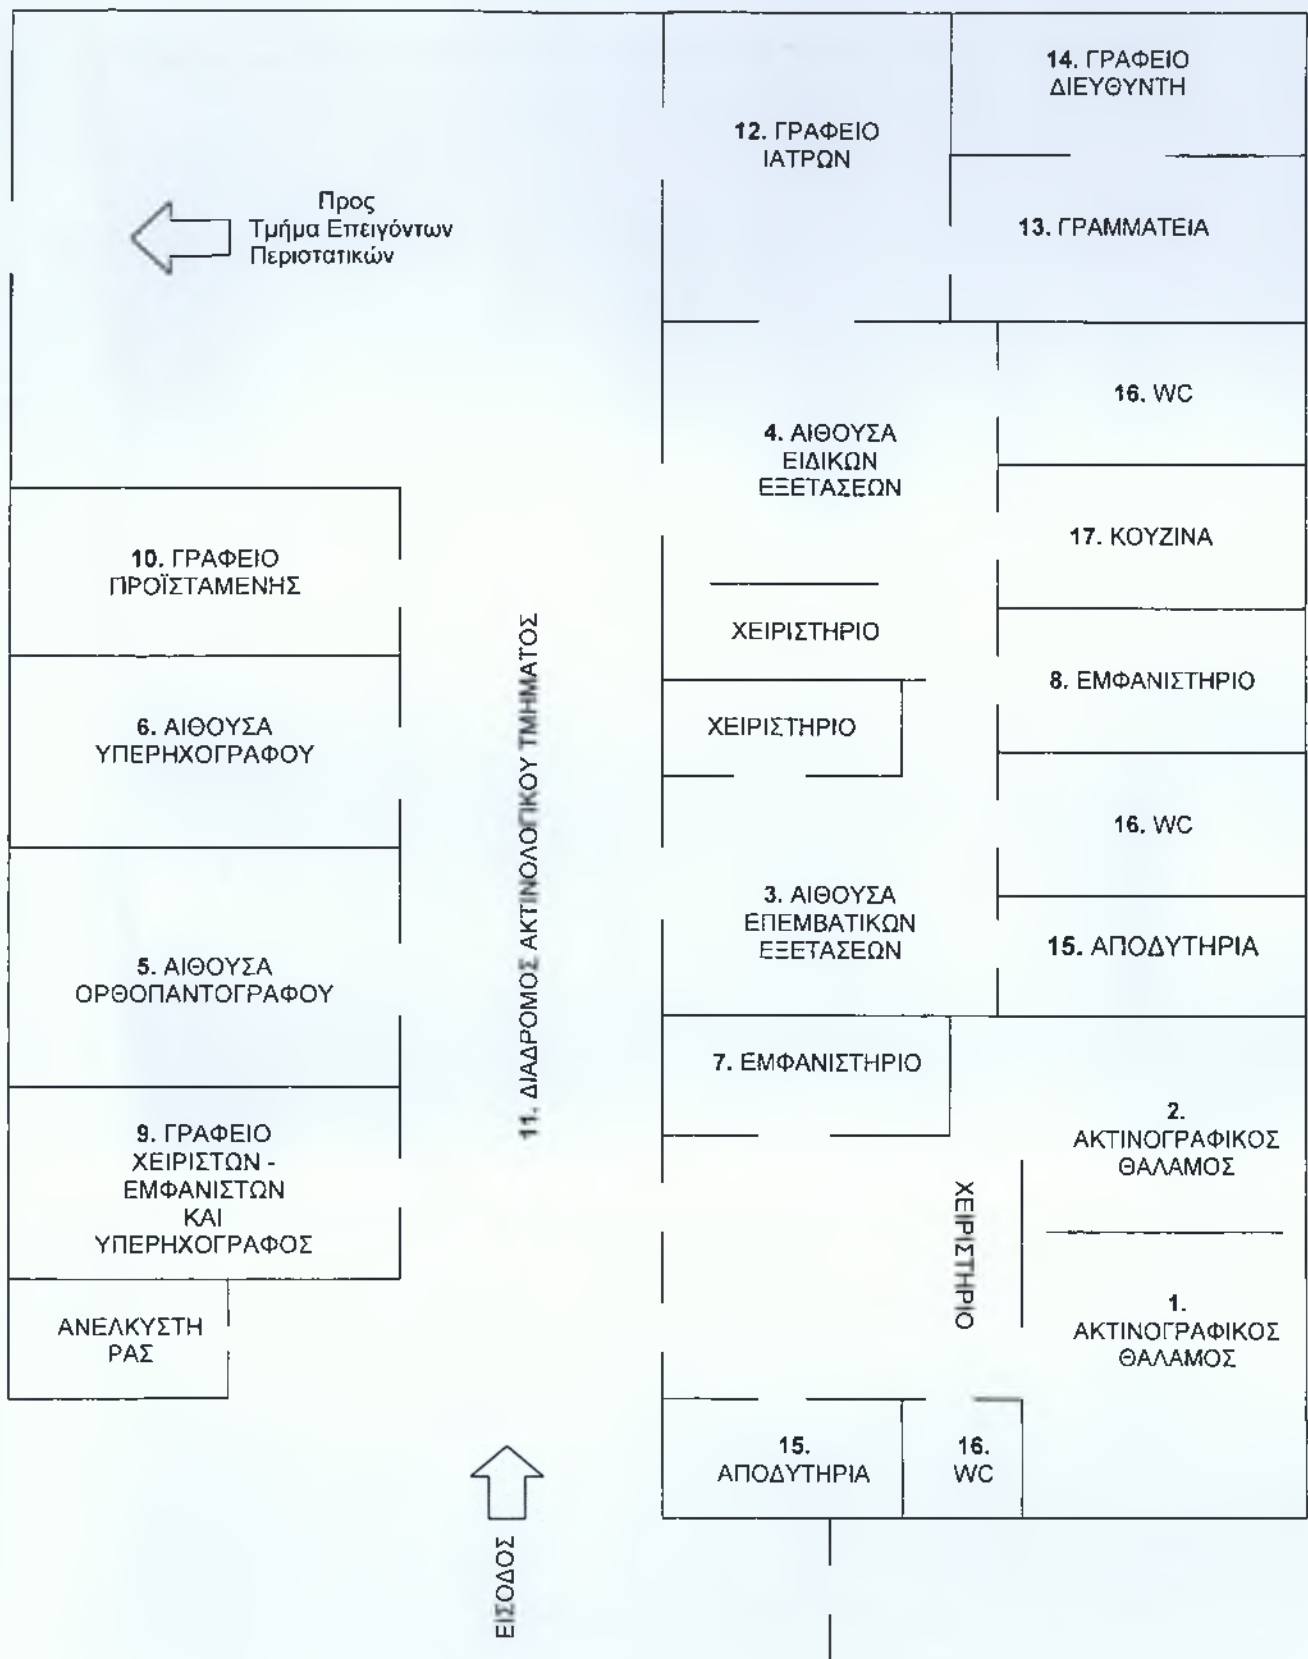 14. ΓΡΑΦΕΙΟ
ΔΙΕΥΘΥΝΤΗ
12. ΓΡΑΦΕΙΟ
ΙΑΤΡΩΝ
Προς
Τμήμα Επειγόντων
Περιστατικών
13. ΓΡΑΜΜΑΤΕΙΑ
16. WC
4. ΑΙΘΟΥΣΑ
ΕΙΔΙΚΩΝ
ΕΞΕΤΑΣΕΩΝ
17. ΚΟΥΖΙΝΑ
10. ΓΡΑΦΕΙΟ
ΠΡΟΪΣΤΑΜΕΝΗΣ
ΧΕΙΡΙΣΤΗΡΙΟ
8. ΕΜΦΑΝΙΣΤΗΡΙΟ
6. ΑΙΘΟΥΣΑ
ΥΠΕΡΗΧΟΓΡΑΦΟΥ
ΧΕΙΡΙΣΤΗΡΙΟ
11. ΔΙΑΔΡΟΜΟΣ ΑΚΤΙΝΟΛΟΓΙΚΟΥ ΤΜΗΜΑΤΟΣ
16. WC
3. ΑΙΘΟΥΣΑ
ΕΠΕΜΒΑΤΙΚΩΝ
ΕΞΕΤΑΣΕΩΝ
15. ΑΠΟΔΥΤΗΡΙΑ
5. ΑΙΘΟΥΣΑ
ΟΡΘΟΠΑΝΤΟΓΡΑΦΟΥ
7. ΕΜΦΑΝΙΣΤΗΡΙΟ
2.
ΑΚΤΙΝΟΓΡΑΦΙΚΟΣ
ΘΑΛΑΜΟΣ
9. ΓΡΑΦΕΙΟ
ΧΕΙΡΙΣΤΩΝ -
ΕΜΦΑΝΙΣΤΩΝ
ΚΑΙ
ΥΠΕΡΗΧΟΓΡΑΦΟΣ
ΧΕΙΡΙΣΤΗΡΙΟ
1.
ΑΚΤΙΝΟΓΡΑΦΙΚΟΣ
ΘΑΛΑΜΟΣ
ΑΝΕΛΚΥΣΤΗ
ΡΑΣ
15.
ΑΠΟΔΥΤΗΡΙΑ
16.
WC
ΕΙΣΟΔΟΣ